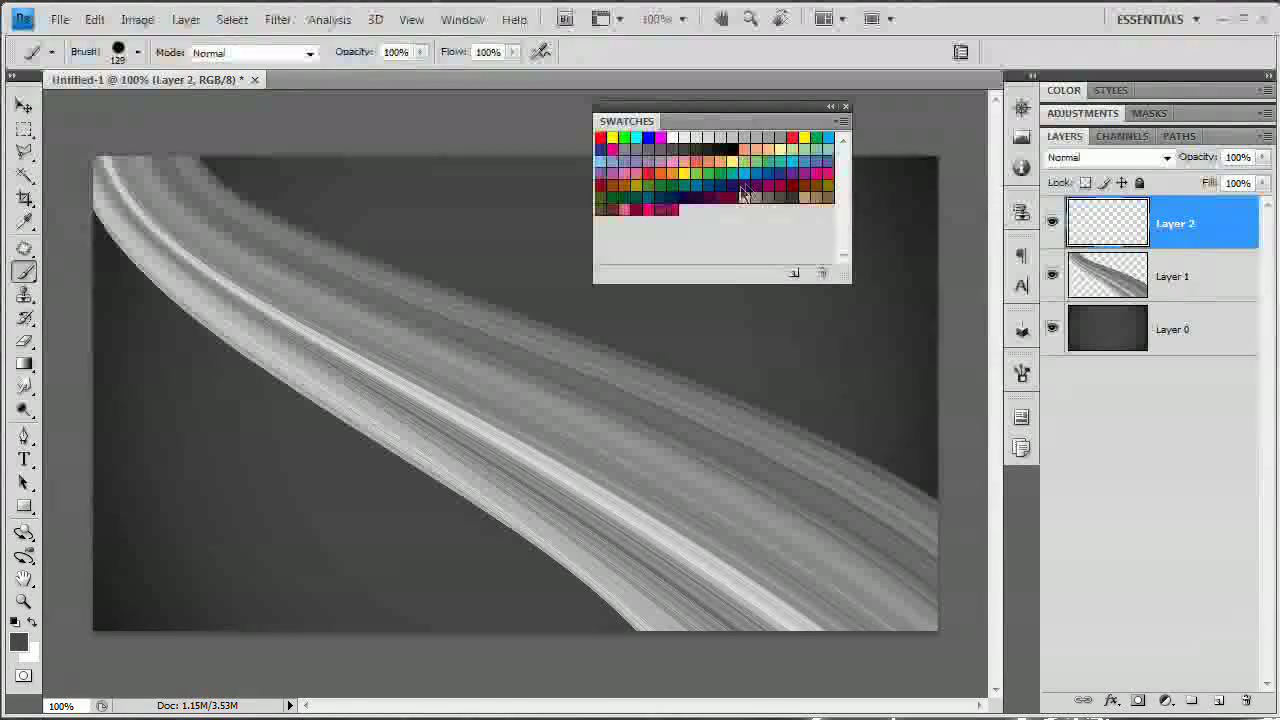 Ps File Edit Image Layer Select Filter Analysis 3D View Window Help Br 100% ESSENTIALS
Brush: 129 Mode: Normal Opacity: 100% Flow: 100%
Untitled-1 @ 100% (Layer 2, RGB/8) *
COLOR STYLES
SWATCHES
ADJUSTMENTS MASKS
LAYERS CHANNELS PATHS
Normal Opacity: 100%
Lock: Fill: 100%
Layer 2
Layer 1
Layer 0
100% Doc: 1.15M/3.53M